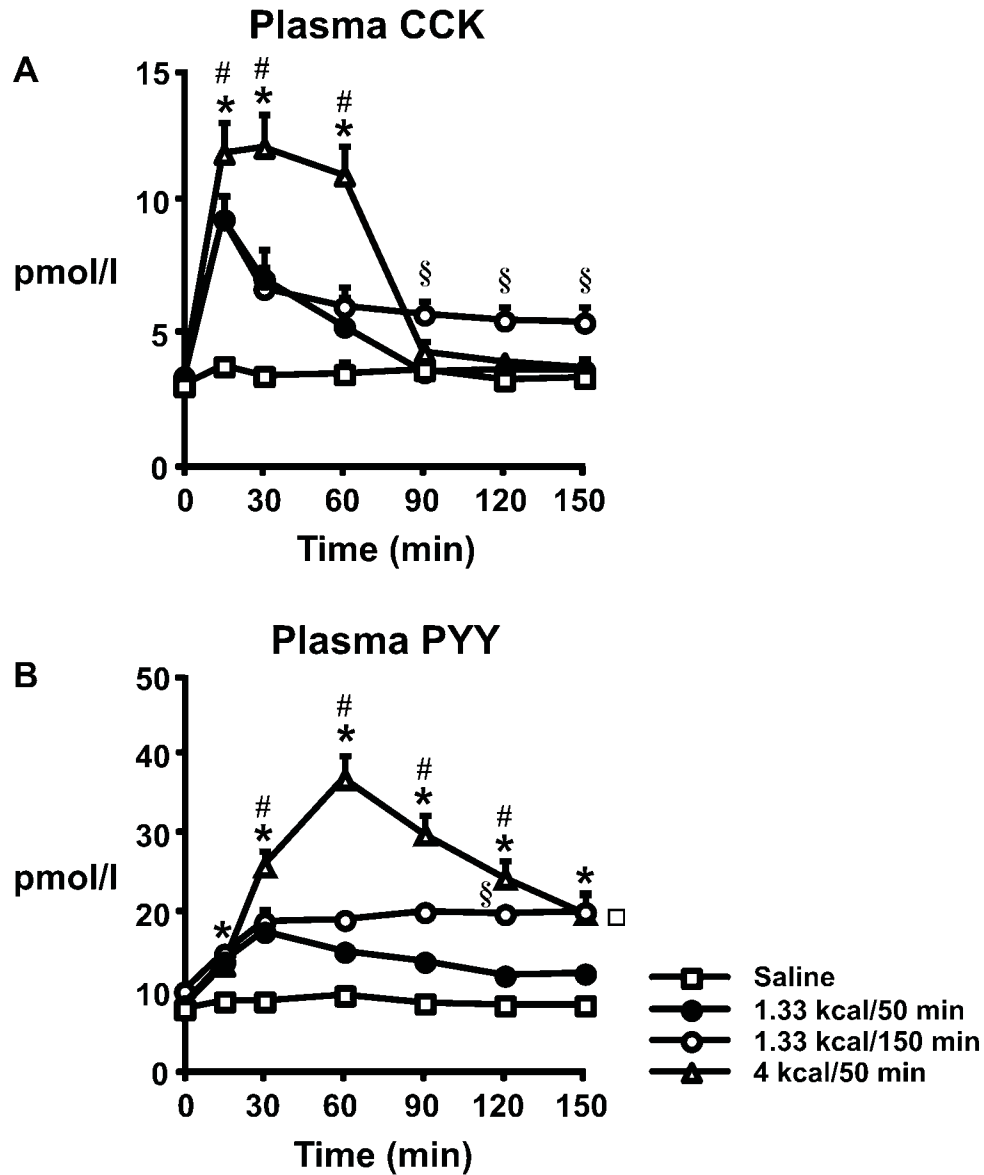 Plasma CCK
A
15
# # #
* * *
10
pmol/l
§ § §
5
0
0 30 60 90 120 150
Time (min)
Plasma PYY
B
50
#
*
40
# # #
* * * *
30
pmol/l
§
*
20
10
0
0 30 60 90 120 150
Time (min)
Saline
1.33 kcal/50 min
1.33 kcal/150 min
4 kcal/50 min